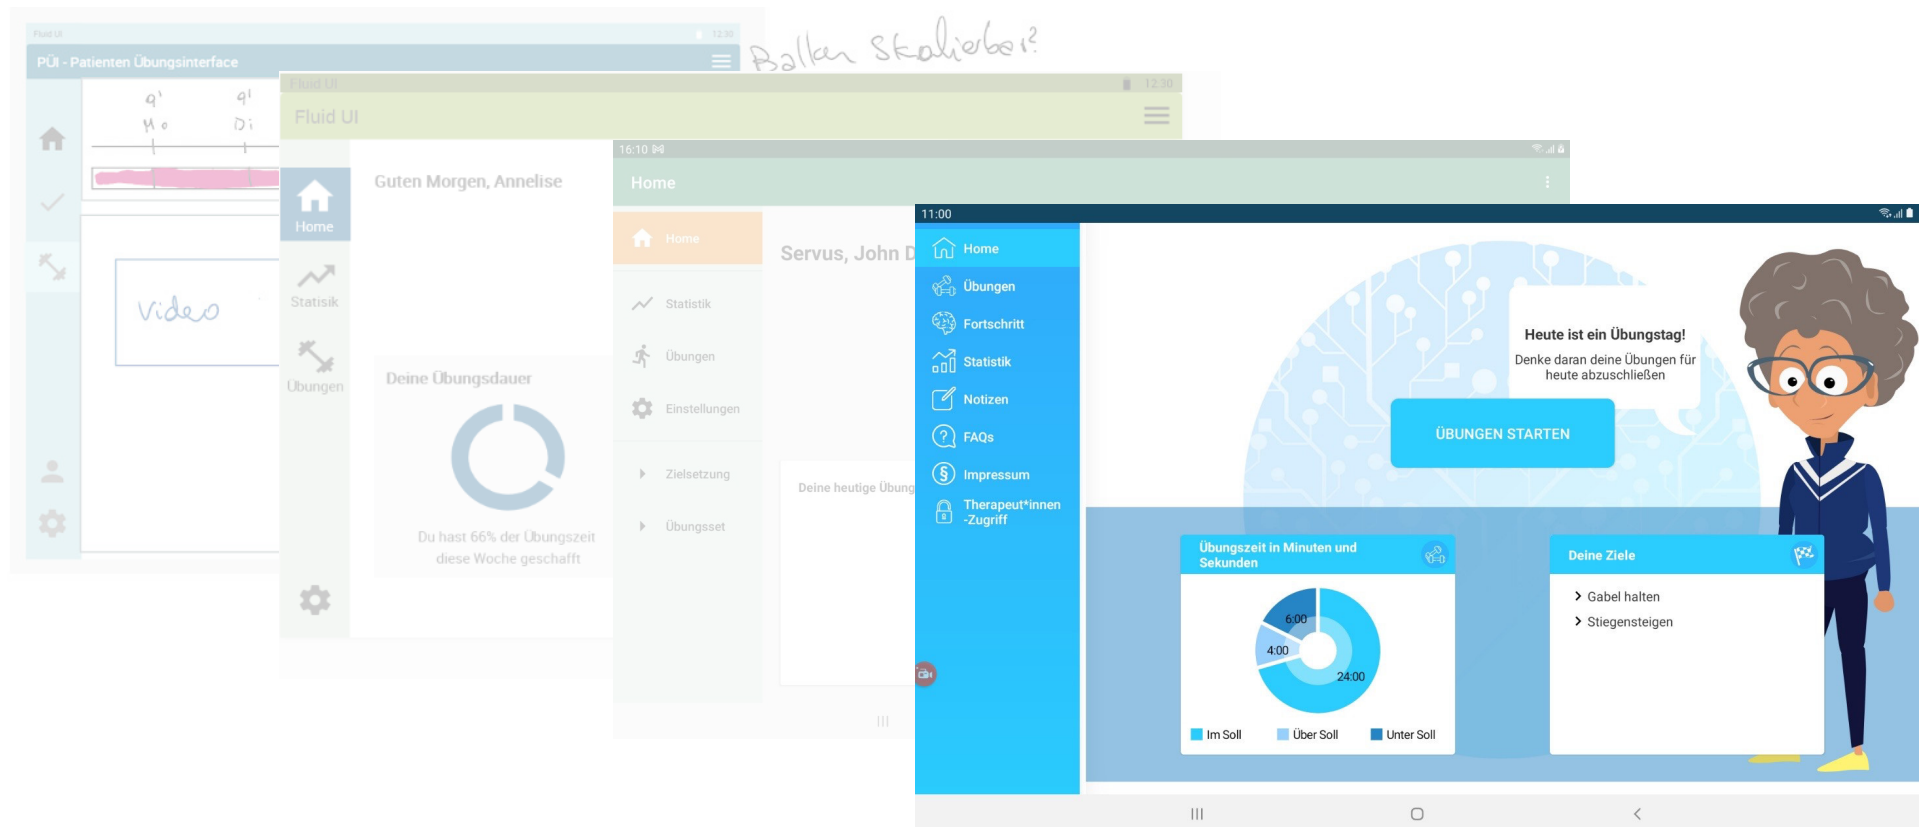 Fluid UI
12:30
PÜI - Patienten Übungsinterface
Ballen Skalierbar?
9' 9'
Mo Di
Video
Fluid UI
12:30
Fluid UI
Home
Statisik
Übungen
Guten Morgen, Annelise
Deine Übungsdauer
Du hast 66% der Übungszeit
diese Woche geschafft
16:10
Home
Home
Statistik
Übungen
Einstellungen
Zielsetzung
Übungsset
Servus, John D
Deine heutige Übung
11:00
Home
Übungen
Fortschritt
Statistik
Notizen
FAQs
Impressum
Therapeut*innen
-Zugriff
Heute ist ein Übungstag!
Denke daran deine Übungen für
heute abzuschließen
ÜBUNGEN STARTEN
Übungszeit in Minuten und
Sekunden
6:00
4:00
24:00
Im Soll
Über Soll
Unter Soll
Deine Ziele
Gabel halten
Stiegensteigen